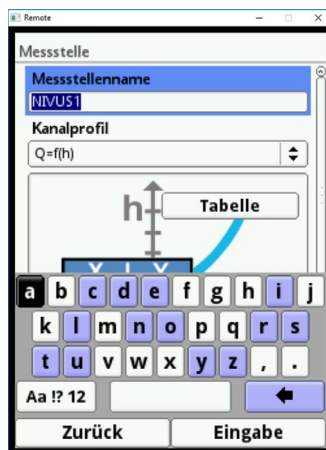 Remote
Messstelle
Messstellenname
NIVUS1
Kanalprofil
Q=f(h)
h
Tabelle
a b c d e f g h i j
k l m n o p q r s
t u v w x y z , .
Aa !? 12
Zurück Eingabe